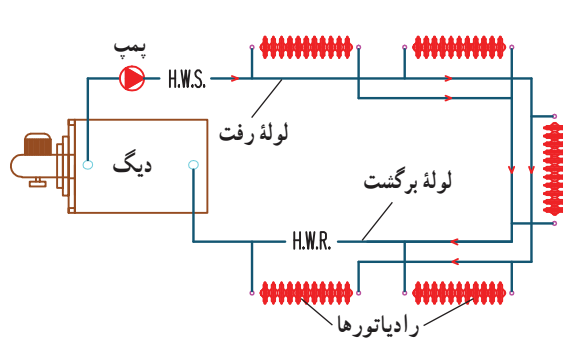 پمپ
H.W.S.
لولهٔ رفت
دیگ
لولهٔ برگشت
H.W.R.
رادیاتورها